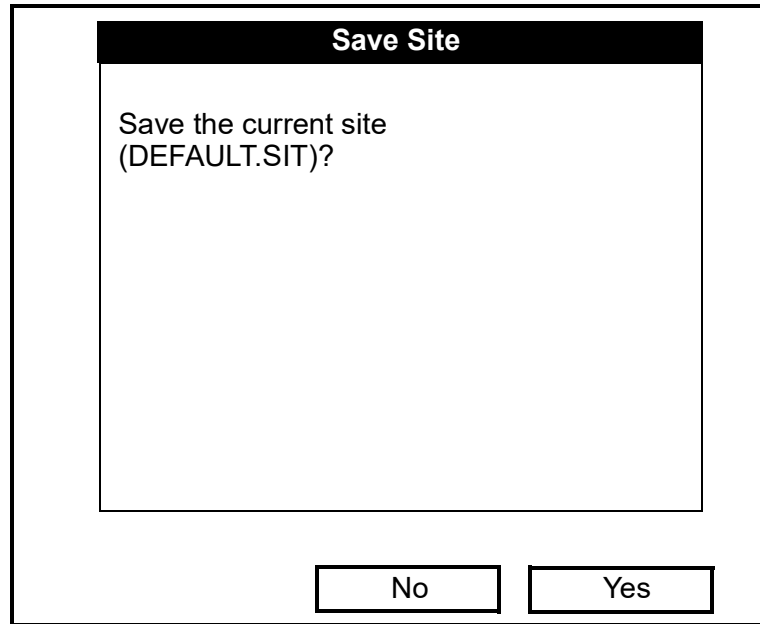 Save Site
Save the current site
(DEFAULT.SIT)?
No
Yes